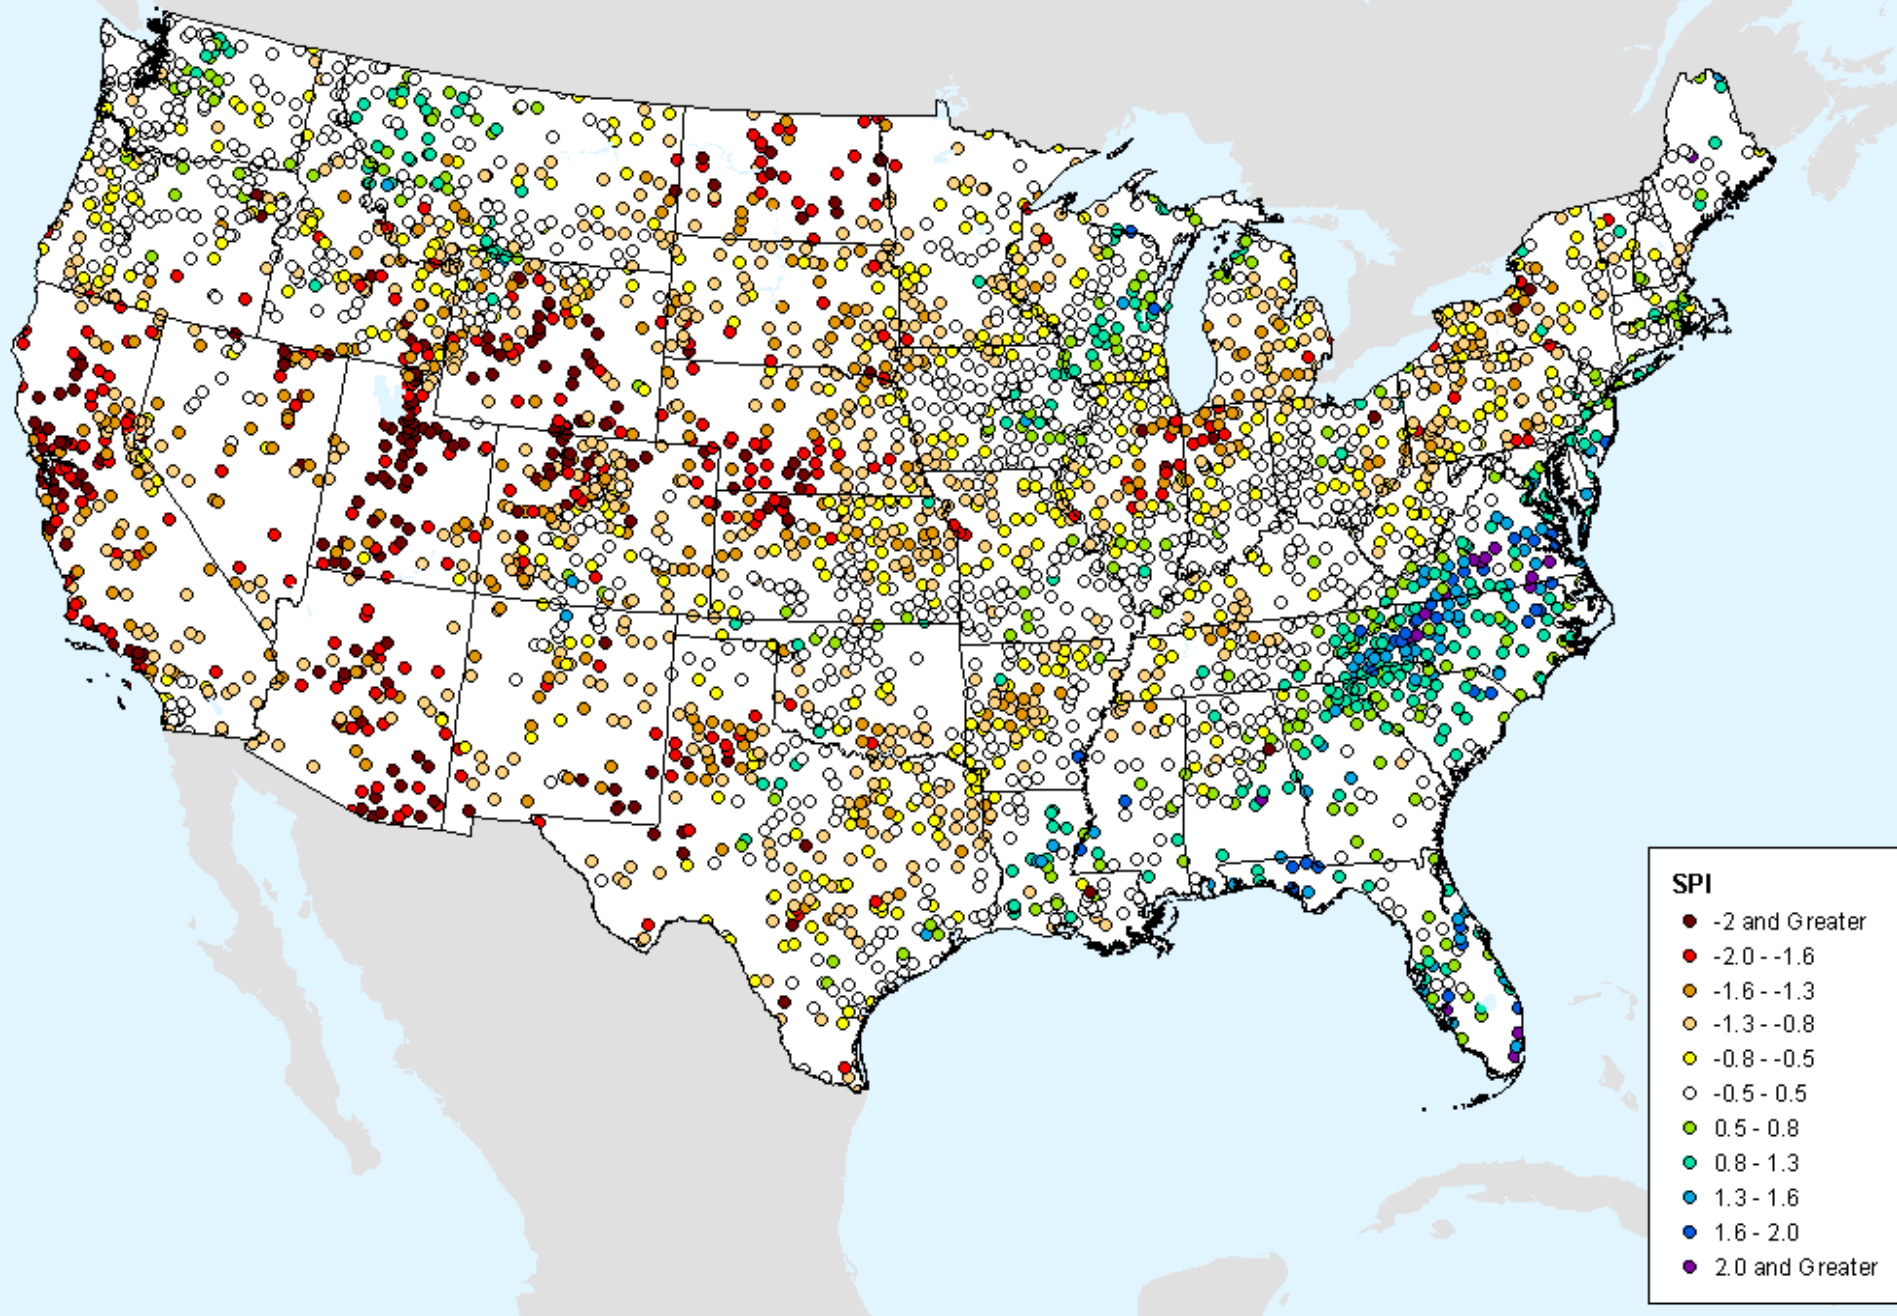 SPI
-2 and Greater
-2.0 - -1.6
-1.6 - -1.3
-1.3 - -0.8
-0.8 - -0.5
-0.5 - 0.5
0.5 - 0.8
0.8 - 1.3
1.3 - 1.6
1.6 - 2.0
2.0 and Greater